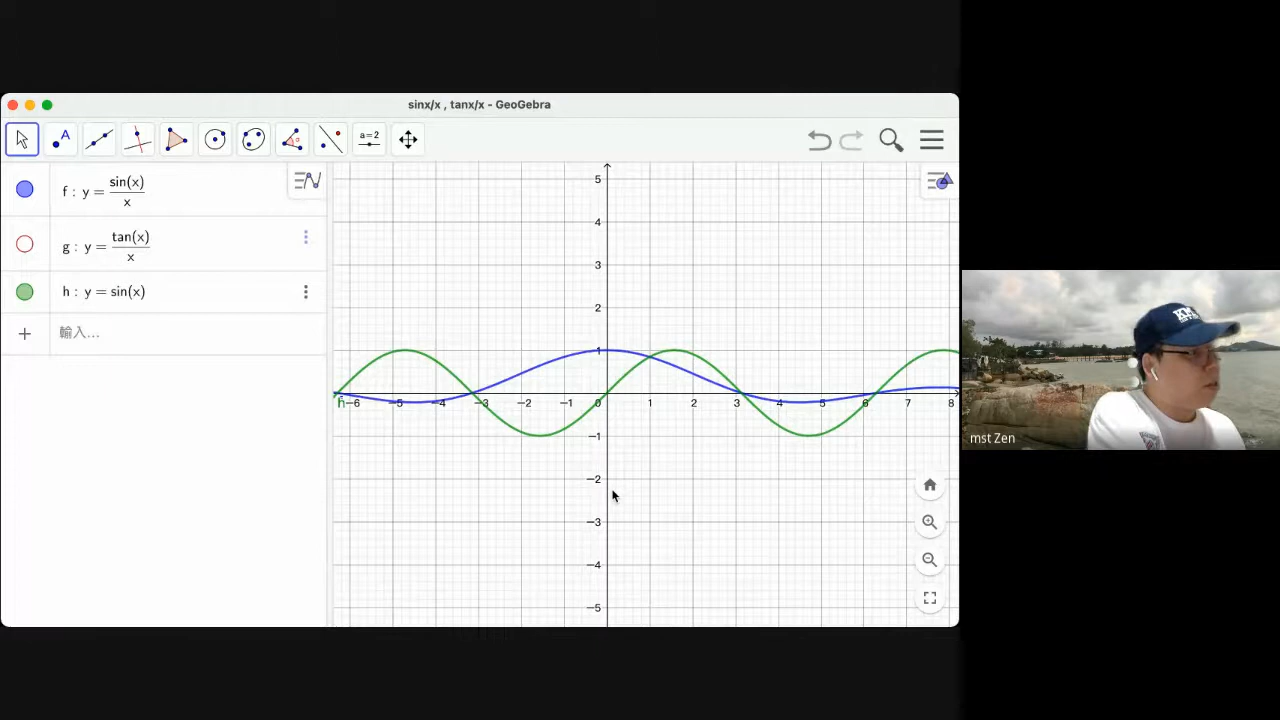 sinx/x , tanx/x - GeoGebra
A
a=2
f : y = sin(x)/x
g : y = tan(x)/x
h : y = sin(x)
+ 輸入…
5
4
3
2
1
h -6 -5 -4 -3 -2 -1 0 1 2 3 4 5 6 7 8
-1
-2
-3
-4
-5
mst Zen